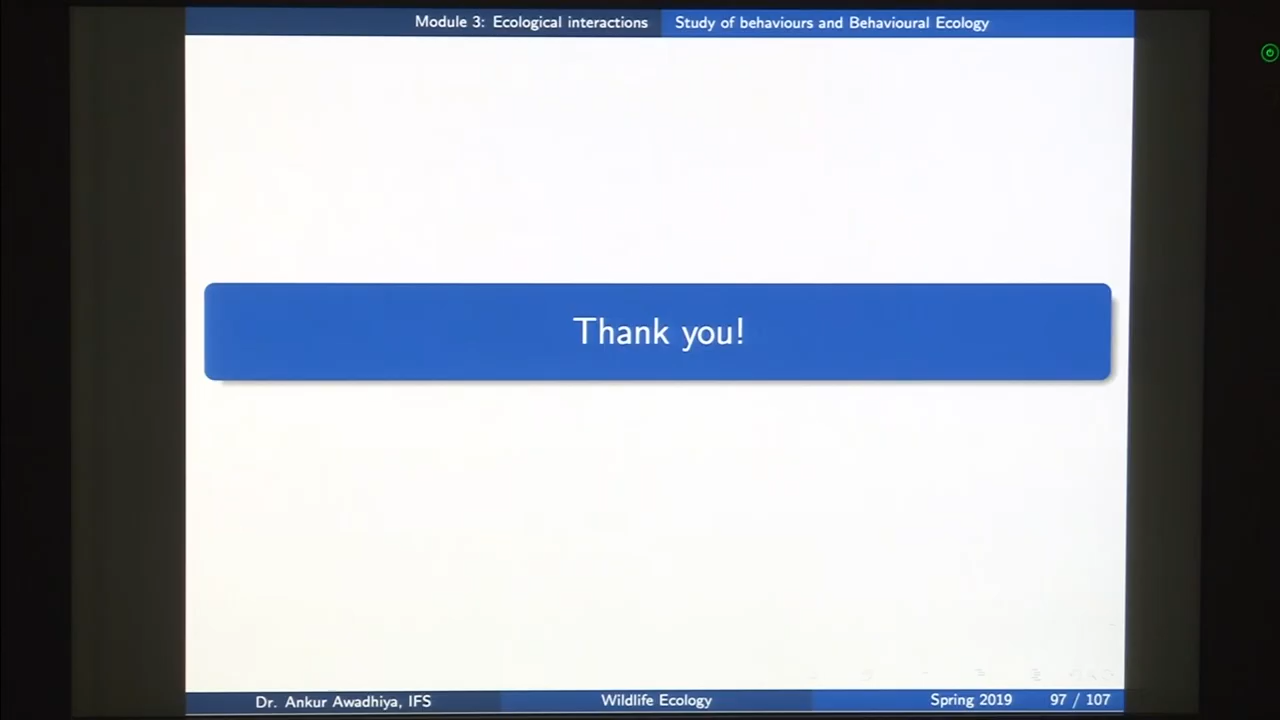 Module 3: Ecological interactions Study of behaviours and Behavioural Ecology
Thank you!
Dr. Ankur Awadhiya, IFS Wildlife Ecology Spring 2019 97 / 107